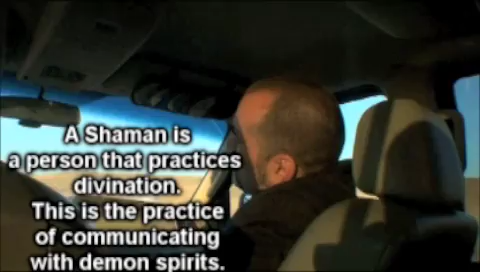 A Shaman is
a person that practices
divination.
This is the practice
of communicating
with demon spirits.